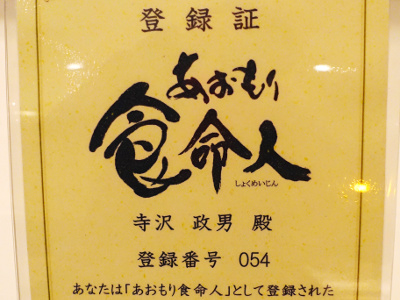 登録証
あおもり
食命人
しょくめいじん
寺沢 政男 殿
登録番号 054
あなたは「あおもり食命人」として登録された